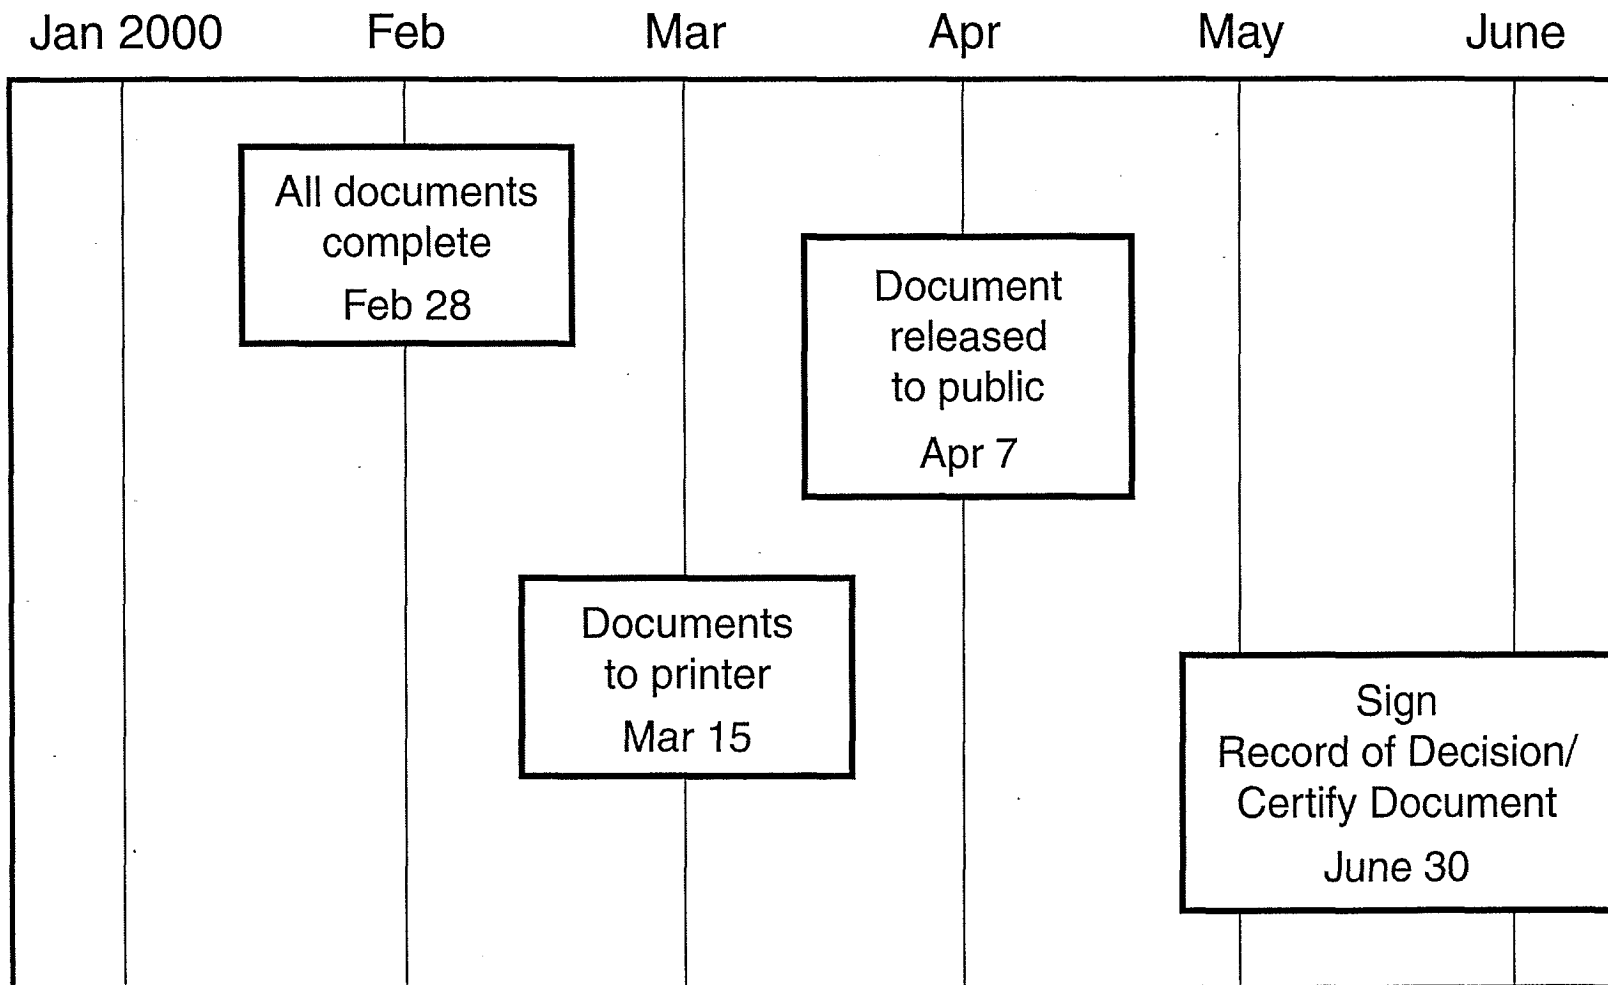 Jan 2000 Feb Mar Apr May June
All documents
complete
Feb 28
Document
released
to public
Apr 7
Documents
to printer
Mar 15
Sign
Record of Decision/
Certify Document
June 30